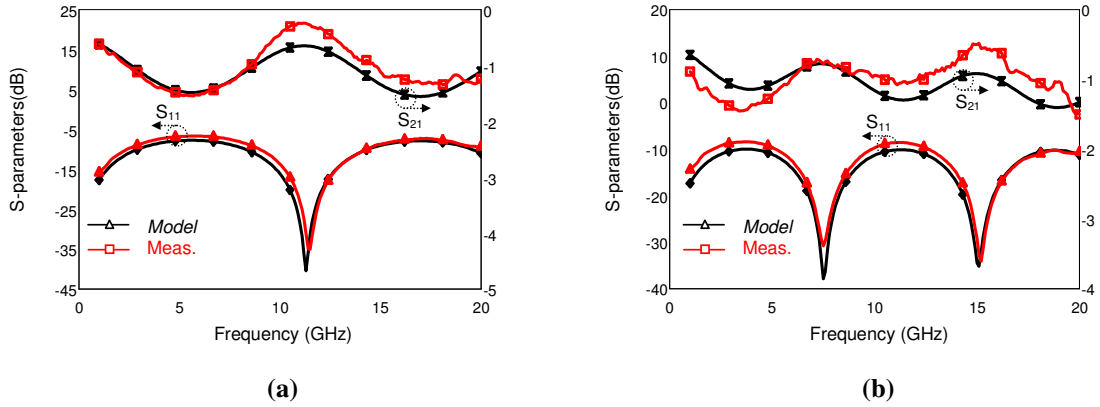 25
15
5
-5
-15
-25
-35
-45
S-parameters(dB)
0
-1
-2
-3
-4
-5
S11
S21
Model
Meas.
0 5 10 15 20
Frequency (GHz)
(a)
20
10
0
-10
-20
-30
-40
S-parameters(dB)
0
-1
-2
-3
-4
S11
S21
Model
Meas.
0 5 10 15 20
Frequency (GHz)
(b)